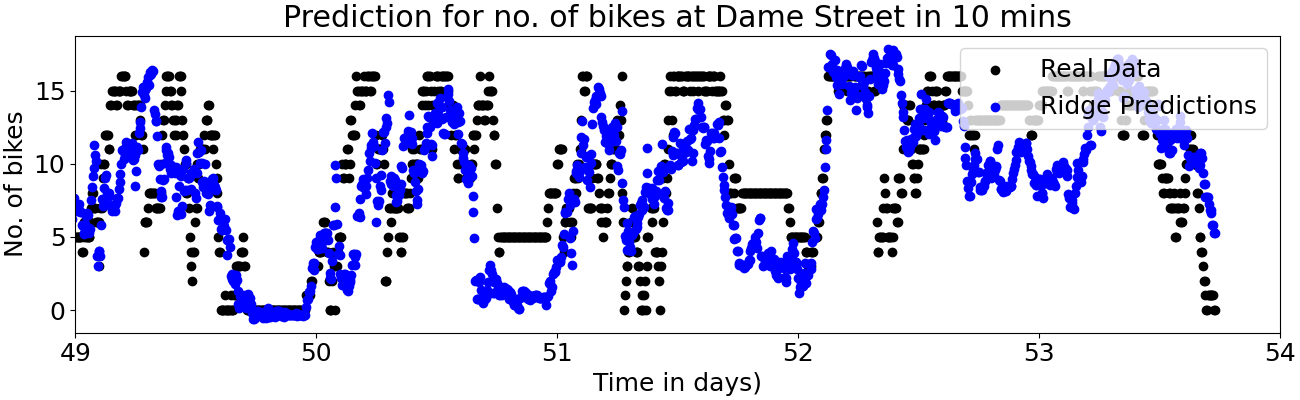 Prediction for no. of bikes at Dame Street in 10 mins
No. of bikes
15
10
5
0
Real Data
Ridge Predictions
49
50
51
52
53
54
Time in days)